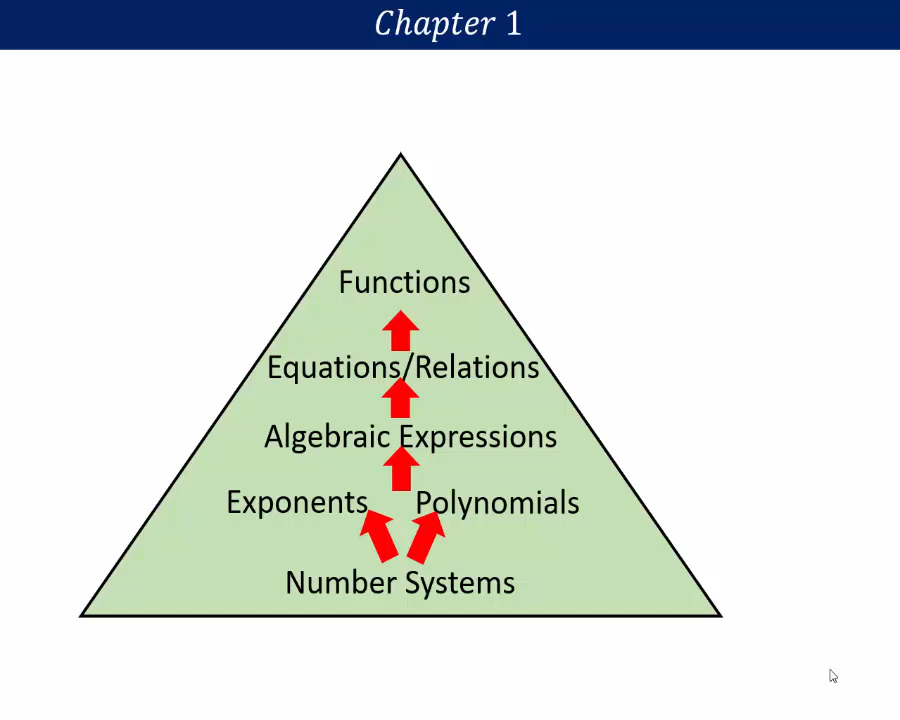 Chapter 1
Functions
Equations/Relations
Algebraic Expressions
Exponents Polynomials
Number Systems